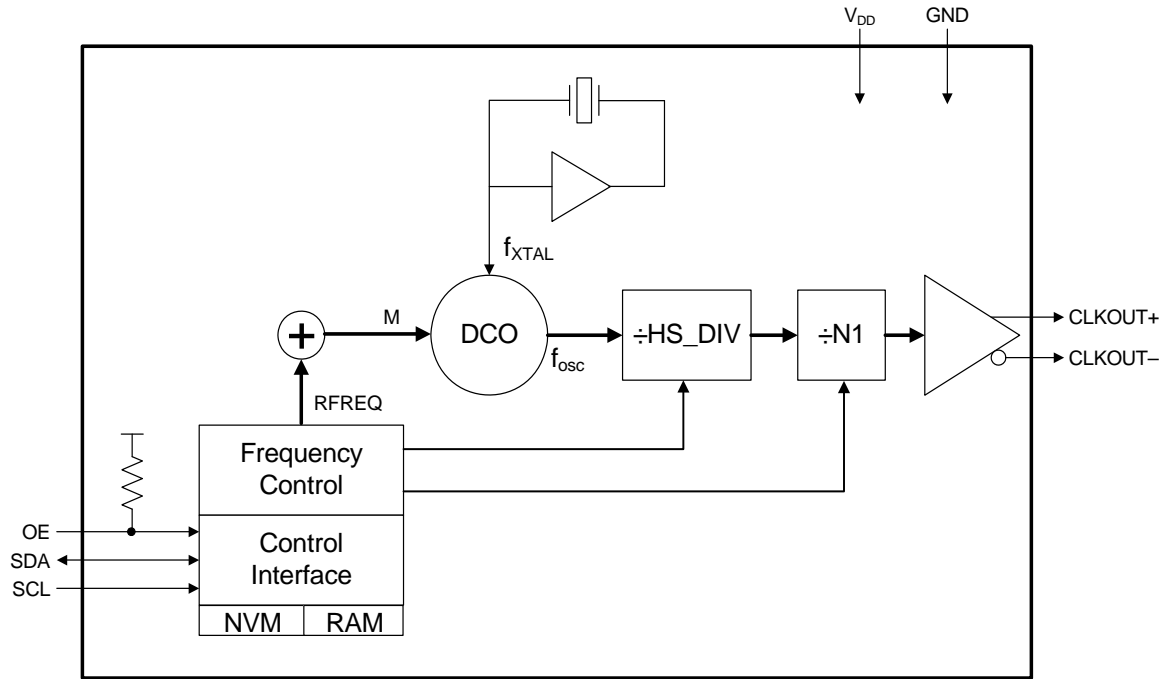 VDD
GND
fXTAL
+
M
DCO
fosc
÷HS_DIV
÷N1
CLKOUT+
CLKOUT–
RFREQ
Frequency
Control
OE
SDA
SCL
Control
Interface
NVM
RAM